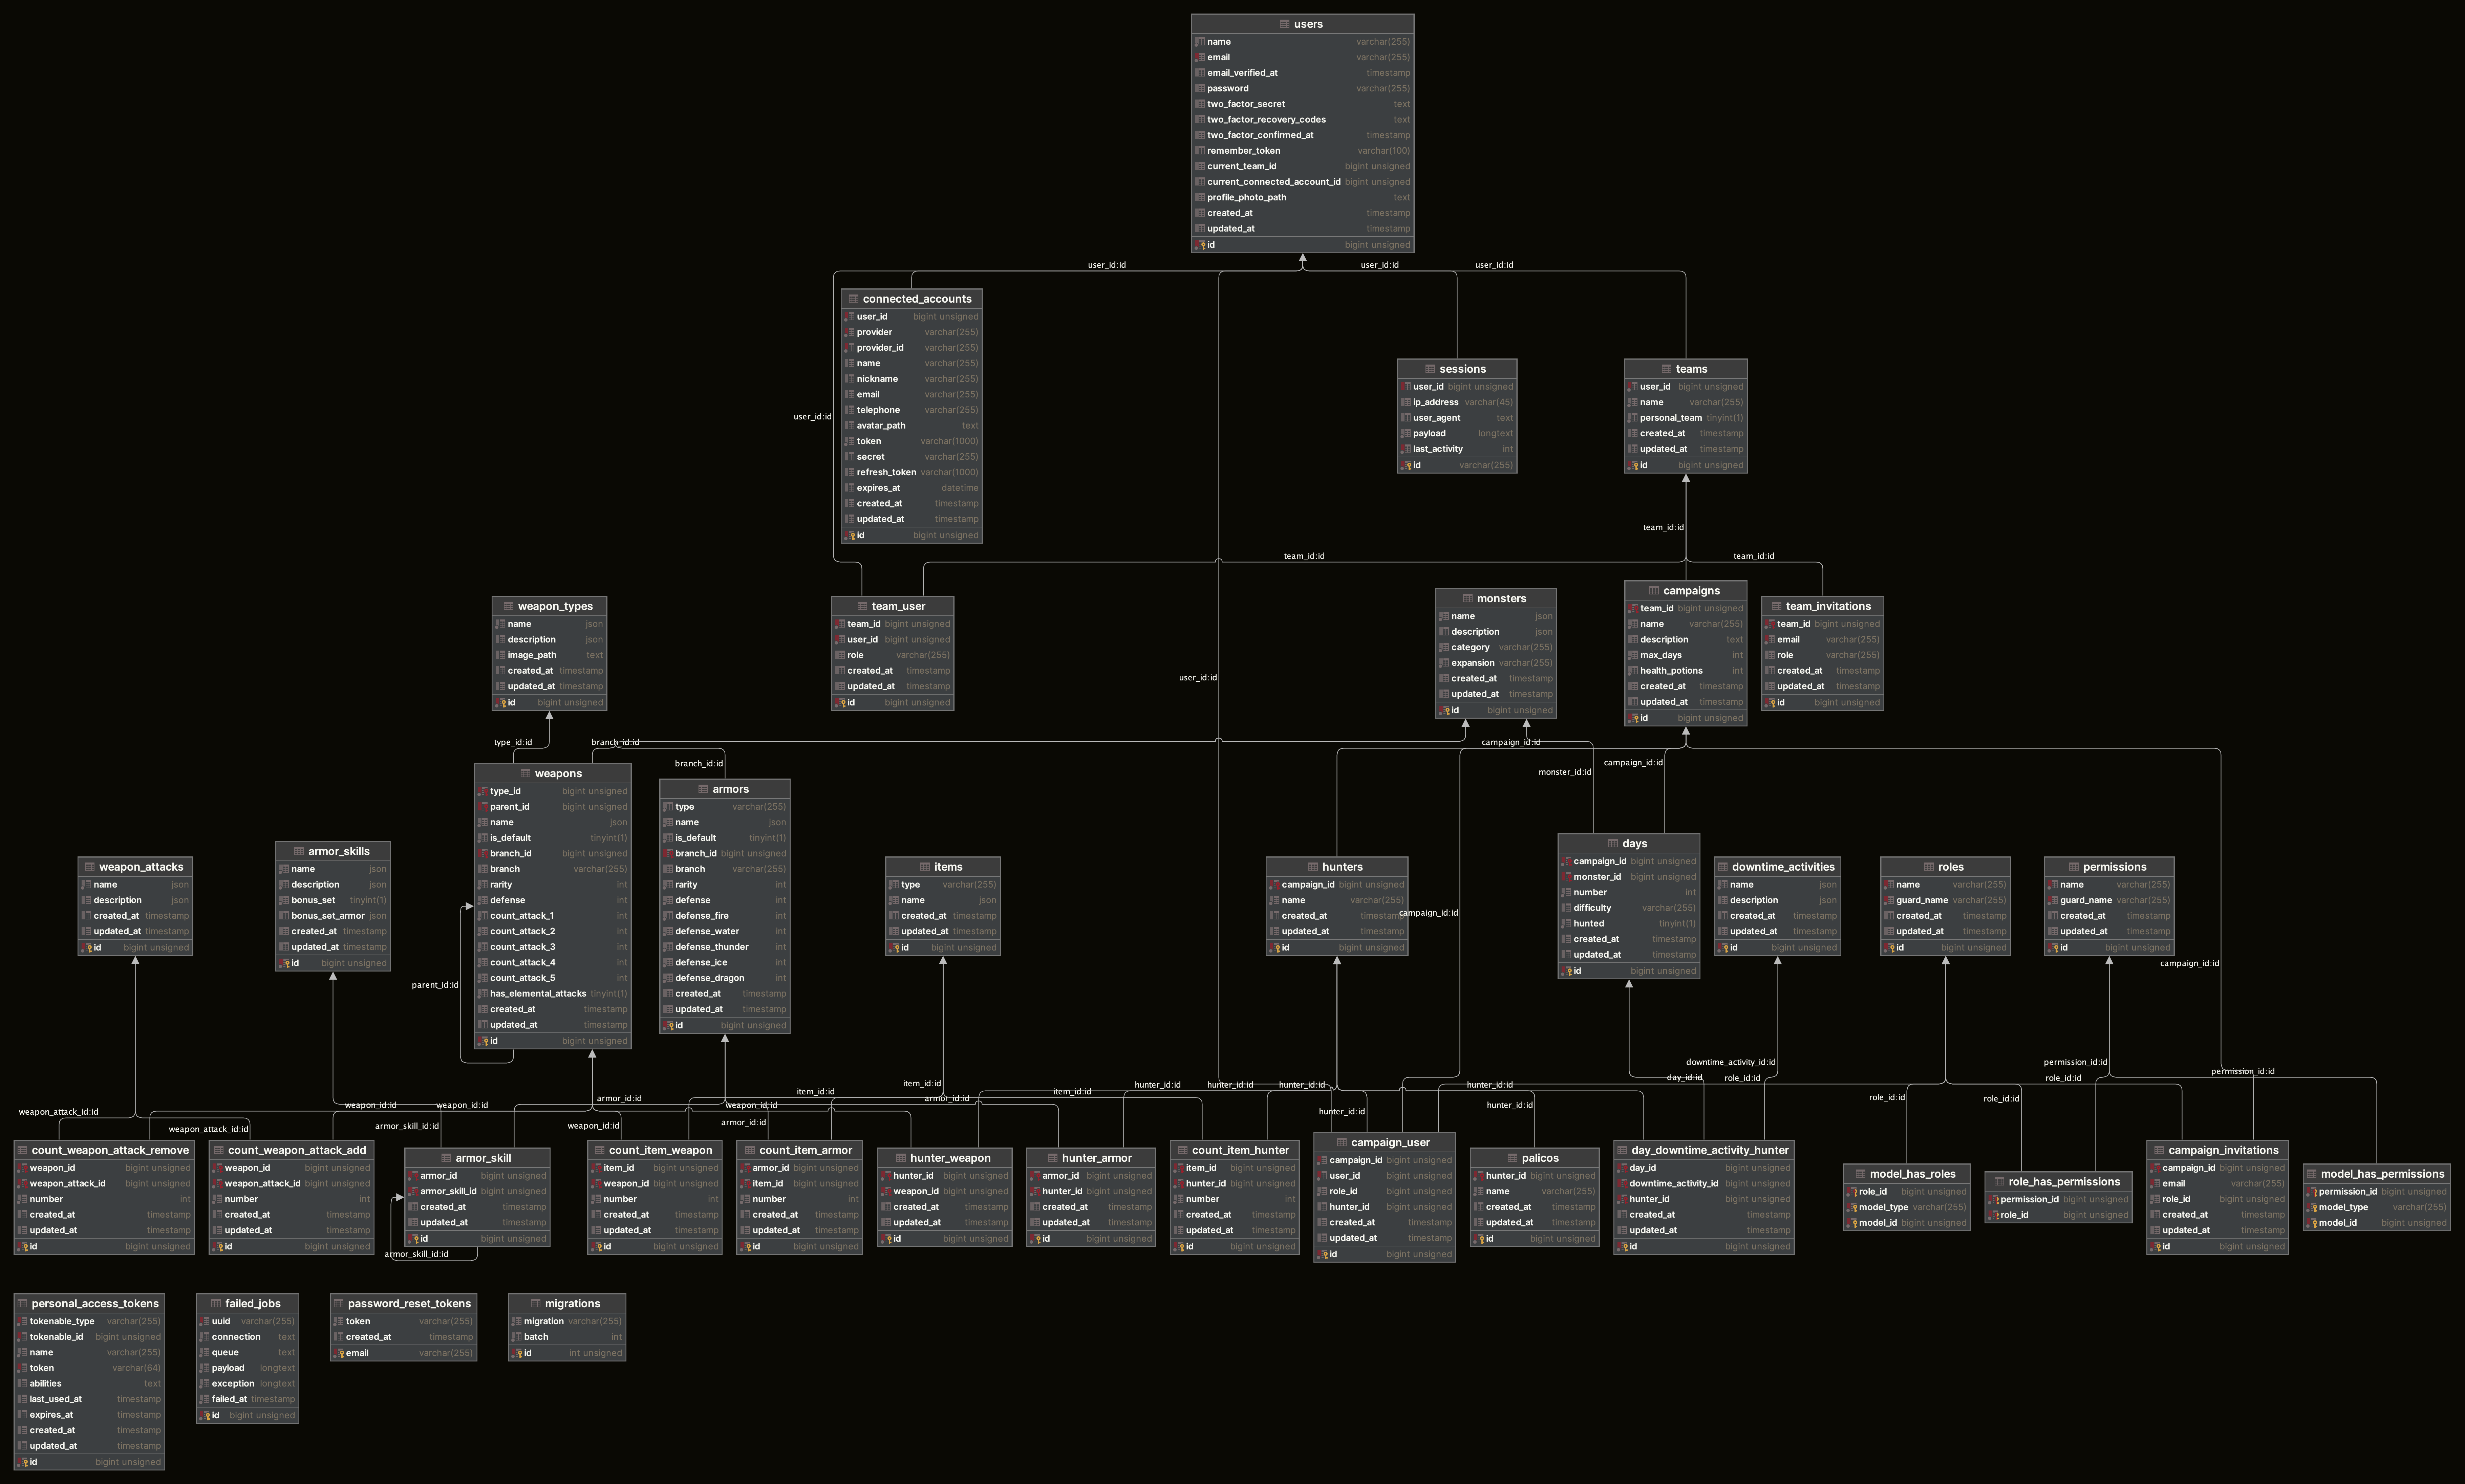 users
name varchar(255)
email varchar(255)
email_verified_at timestamp
password varchar(255)
two_factor_secret text
two_factor_recovery_codes text
two_factor_confirmed_at timestamp
remember_token varchar(100)
current_team_id bigint unsigned
current_connected_account_id bigint unsigned
profile_photo_path text
created_at timestamp
updated_at timestamp
id bigint unsigned
user_id:id
user_id:id
user_id:id
connected_accounts
user_id bigint unsigned
provider varchar(255)
provider_id varchar(255)
name varchar(255)
nickname varchar(255)
email varchar(255)
telephone varchar(255)
avatar_path text
token varchar(1000)
secret varchar(255)
refresh_token varchar(1000)
expires_at datetime
created_at timestamp
updated_at timestamp
id bigint unsigned
user_id:id
sessions
user_id bigint unsigned
ip_address varchar(45)
user_agent text
payload longtext
last_activity int
id varchar(255)
teams
user_id bigint unsigned
name varchar(255)
personal_team tinyint(1)
created_at timestamp
updated_at timestamp
id bigint unsigned
team_id:id
team_id:id
team_id:id
weapon_types
name json
description json
image_path text
created_at timestamp
updated_at timestamp
id bigint unsigned
team_user
team_id bigint unsigned
user_id bigint unsigned
role varchar(255)
created_at timestamp
updated_at timestamp
id bigint unsigned
user_id:id
monsters
name json
description json
category varchar(255)
expansion varchar(255)
created_at timestamp
updated_at timestamp
id bigint unsigned
campaigns
team_id bigint unsigned
name varchar(255)
description text
max_days int
health_potions int
created_at timestamp
updated_at timestamp
id bigint unsigned
team_invitations
team_id bigint unsigned
email varchar(255)
role varchar(255)
created_at timestamp
updated_at timestamp
id bigint unsigned
type_id:id
branch_id:id
branch_id:id
campaign_id:id
monster_id:id
campaign_id:id
weapon_attacks
name json
description json
created_at timestamp
updated_at timestamp
id bigint unsigned
armor_skills
name json
description json
bonus_set tinyint(1)
bonus_set_armor json
created_at timestamp
updated_at timestamp
id bigint unsigned
weapons
type_id bigint unsigned
parent_id bigint unsigned
name json
is_default tinyint(1)
branch_id bigint unsigned
branch varchar(255)
rarity int
defense int
count_attack_1 int
count_attack_2 int
count_attack_3 int
count_attack_4 int
count_attack_5 int
has_elemental_attacks tinyint(1)
created_at timestamp
updated_at timestamp
id bigint unsigned
parent_id:id
armors
type varchar(255)
name json
is_default tinyint(1)
branch_id bigint unsigned
branch varchar(255)
rarity int
defense int
defense_fire int
defense_water int
defense_thunder int
defense_ice int
defense_dragon int
created_at timestamp
updated_at timestamp
id bigint unsigned
items
type varchar(255)
name json
created_at timestamp
updated_at timestamp
id bigint unsigned
hunters
campaign_id bigint unsigned
name varchar(255)
created_at timestamp
updated_at timestamp
id bigint unsigned
campaign_id:id
days
campaign_id bigint unsigned
monster_id bigint unsigned
number int
difficulty varchar(255)
hunted tinyint(1)
created_at timestamp
updated_at timestamp
id bigint unsigned
downtime_activities
name json
description json
created_at timestamp
updated_at timestamp
id bigint unsigned
roles
name varchar(255)
guard_name varchar(255)
created_at timestamp
updated_at timestamp
id bigint unsigned
permissions
name varchar(255)
guard_name varchar(255)
created_at timestamp
updated_at timestamp
id bigint unsigned
campaign_id:id
weapon_attack_id:id
weapon_attack_id:id
weapon_id:id
weapon_id:id
armor_skill_id:id
armor_id:id
weapon_id:id
weapon_id:id
armor_id:id
item_id:id
item_id:id
armor_id:id
item_id:id
hunter_id:id
hunter_id:id
hunter_id:id
hunter_id:id
hunter_id:id
hunter_id:id
downtime_activity_id:id
day_id:id
role_id:id
role_id:id
role_id:id
role_id:id
permission_id:id
permission_id:id
count_weapon_attack_remove
weapon_id bigint unsigned
weapon_attack_id bigint unsigned
number int
created_at timestamp
updated_at timestamp
id bigint unsigned
count_weapon_attack_add
weapon_id bigint unsigned
weapon_attack_id bigint unsigned
number int
created_at timestamp
updated_at timestamp
id bigint unsigned
armor_skill
armor_id bigint unsigned
armor_skill_id bigint unsigned
created_at timestamp
updated_at timestamp
id bigint unsigned
armor_skill_id:id
count_item_weapon
item_id bigint unsigned
weapon_id bigint unsigned
number int
created_at timestamp
updated_at timestamp
id bigint unsigned
count_item_armor
armor_id bigint unsigned
item_id bigint unsigned
number int
created_at timestamp
updated_at timestamp
id bigint unsigned
hunter_weapon
hunter_id bigint unsigned
weapon_id bigint unsigned
created_at timestamp
updated_at timestamp
id bigint unsigned
hunter_armor
armor_id bigint unsigned
hunter_id bigint unsigned
created_at timestamp
updated_at timestamp
id bigint unsigned
count_item_hunter
item_id bigint unsigned
hunter_id bigint unsigned
number int
created_at timestamp
updated_at timestamp
id bigint unsigned
campaign_user
campaign_id bigint unsigned
user_id bigint unsigned
role_id bigint unsigned
hunter_id bigint unsigned
created_at timestamp
updated_at timestamp
id bigint unsigned
palicos
hunter_id bigint unsigned
name varchar(255)
created_at timestamp
updated_at timestamp
id bigint unsigned
day_downtime_activity_hunter
day_id bigint unsigned
downtime_activity_id bigint unsigned
hunter_id bigint unsigned
created_at timestamp
updated_at timestamp
id bigint unsigned
model_has_roles
role_id bigint unsigned
model_type varchar(255)
model_id bigint unsigned
role_has_permissions
permission_id bigint unsigned
role_id bigint unsigned
campaign_invitations
campaign_id bigint unsigned
email varchar(255)
role_id bigint unsigned
created_at timestamp
updated_at timestamp
id bigint unsigned
model_has_permissions
permission_id bigint unsigned
model_type varchar(255)
model_id bigint unsigned
personal_access_tokens
tokenable_type varchar(255)
tokenable_id bigint unsigned
name varchar(255)
token varchar(64)
abilities text
last_used_at timestamp
expires_at timestamp
created_at timestamp
updated_at timestamp
id bigint unsigned
failed_jobs
uuid varchar(255)
connection text
queue text
payload longtext
exception longtext
failed_at timestamp
id bigint unsigned
password_reset_tokens
token varchar(255)
created_at timestamp
email varchar(255)
migrations
migration varchar(255)
batch int
id int unsigned